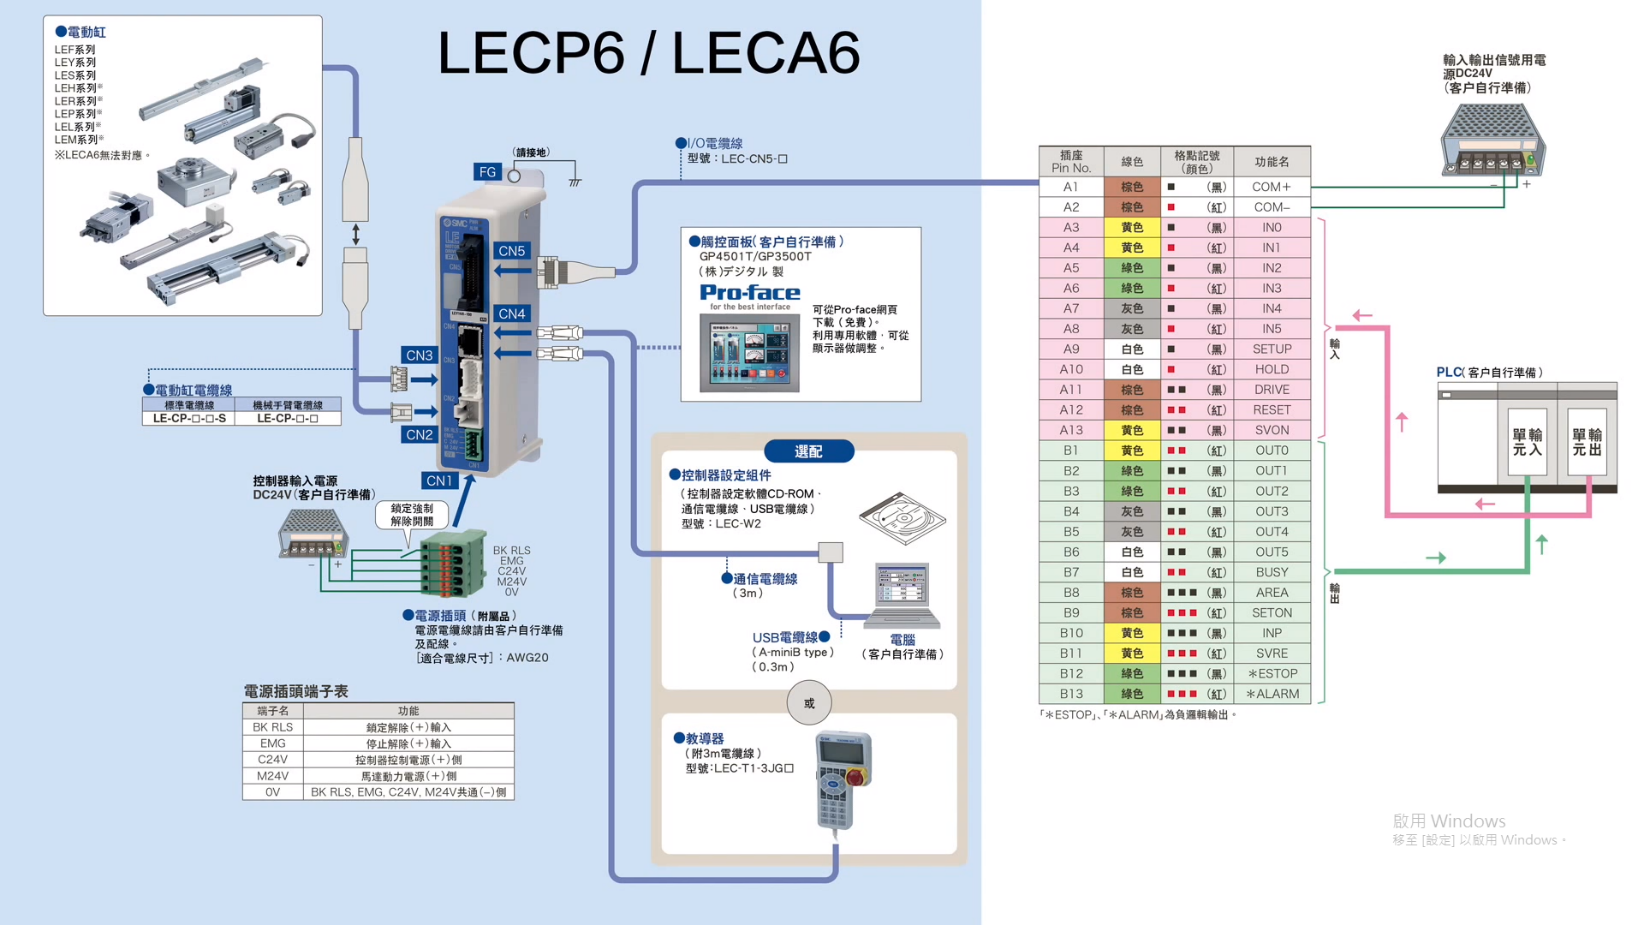 LECP6 / LECA6
●電動缸
LEF系列
LEY系列
LES系列
LEH系列※
LER系列※
LEP系列※
LEL系列※
LEM系列※
※LECA6無法對應。
FG
(請接地)
●I/O電纜線
型號：LEC-CN5-□
SMC
CN5
CN4
CN3
CN2
CN1
●電動缸電纜線
標準電纜線 機械手臂電纜線
LE-CP-□-□-S LE-CP-□-□
控制器輸入電源
DC24V(客户自行準備)
鎖定強制
解除開關
− +
BK RLS
EMG
C24V
M24V
0V
●電源插頭（附屬品）
電源電纜線請由客户自行準備
及配線。
[適合電線尺寸]：AWG20
電源插頭端子表
端子名 功能
BK RLS 鎖定解除(+)輸入
EMG 停止解除(+)輸入
C24V 控制器控制電源(+)側
M24V 馬達動力電源(+)側
0V BK RLS, EMG, C24V, M24V共通(−)側
●觸控面板(客户自行準備)
GP4501T/GP3500T
(株)デジタル 製
Pro-face
for the best interface
可從Pro-face網頁
下載（免費）。
利用專用軟體，可從
顯示器做調整。
選配
●控制器設定組件
(控制器設定軟體CD-ROM．
通信電纜線．USB電纜線)
型號：LEC-W2
●通信電纜線
(3m)
USB電纜線●
(A-miniB type)
(0.3m)
電腦
(客户自行準備)
或
●教導器
(附3m電纜線)
型號:LEC-T1-3JG□
輸入輸出信號用電
源DC24V
(客户自行準備)
− +
插座 Pin No. 線色 格點記號（顏色） 功能名
A1 棕色 ■ (黑) COM+
A2 棕色 ■ (紅) COM−
A3 黄色 ■ (黑) IN0
A4 黄色 ■ (紅) IN1
A5 綠色 ■ (黑) IN2
A6 綠色 ■ (紅) IN3
A7 灰色 ■ (黑) IN4
A8 灰色 ■ (紅) IN5
A9 白色 ■ (黑) SETUP
A10 白色 ■ (紅) HOLD
A11 棕色 ■■ (黑) DRIVE
A12 棕色 ■■ (紅) RESET
A13 黄色 ■■ (黑) SVON
B1 黄色 ■■ (紅) OUT0
B2 綠色 ■■ (黑) OUT1
B3 綠色 ■■ (紅) OUT2
B4 灰色 ■■ (黑) OUT3
B5 灰色 ■■ (紅) OUT4
B6 白色 ■■ (黑) OUT5
B7 白色 ■■ (紅) BUSY
B8 棕色 ■■■ (黑) AREA
B9 棕色 ■■■ (紅) SETON
B10 黄色 ■■■ (黑) INP
B11 黄色 ■■■ (紅) SVRE
B12 綠色 ■■■ (黑) ＊ESTOP
B13 綠色 ■■■ (紅) ＊ALARM
「＊ESTOP」、「＊ALARM」為負邏輯輸出。
輸入
輸出
PLC(客户自行準備)
輸入單元
輸出單元
啟用 Windows
移至 [設定] 以啟用 Windows。